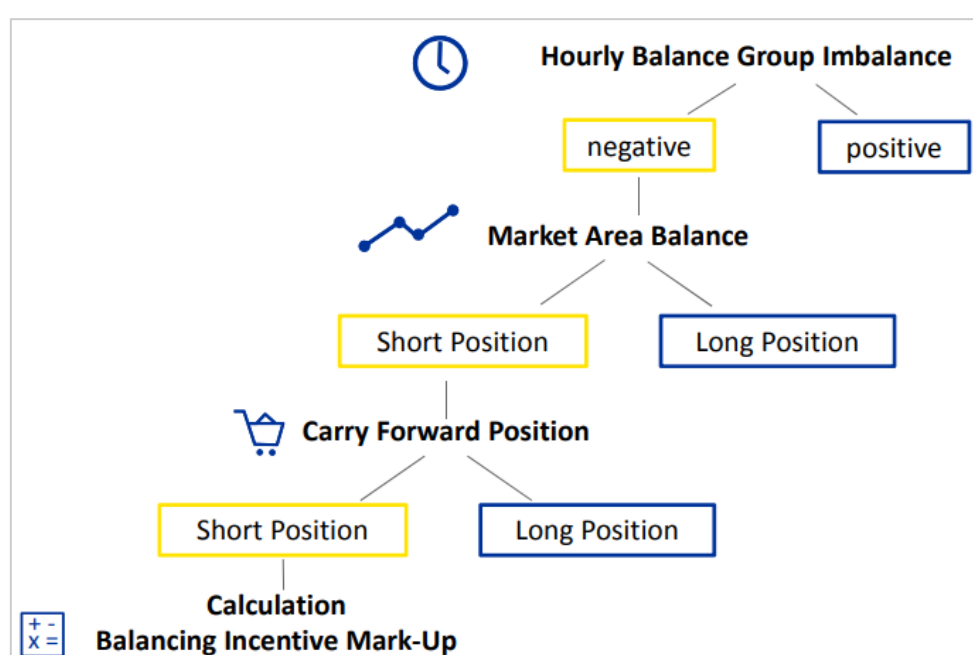 Hourly Balance Group Imbalance
negative
positive
Market Area Balance
Short Position
Long Position
Carry Forward Position
Short Position
Long Position
Calculation
+ -
x =
Balancing Incentive Mark-Up